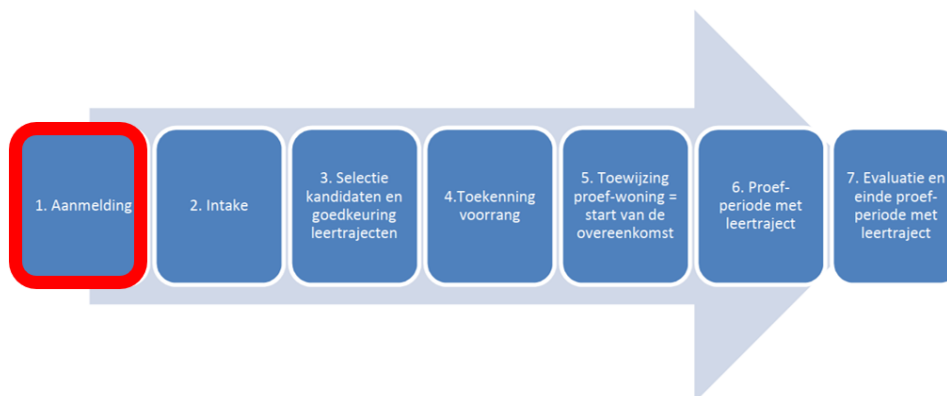 1. Aanmelding
2. Intake
3. Selectie
kandidaten en
goedkeuring
leertrajecten
4.Toekenning
voorrang
5. Toewijzing
proef-woning =
start van de
overeenkomst
6. Proef-
periode met
leertraject
7. Evaluatie en
einde proef-
periode met
leertraject